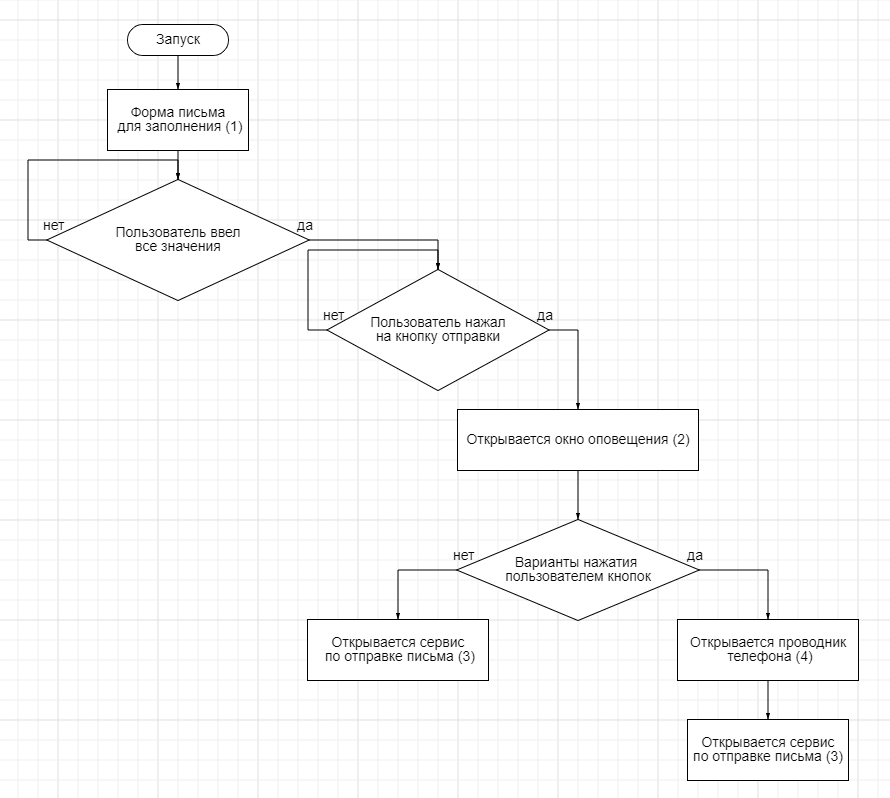 Запуск
Форма письма
для заполнения (1)
нет
да
Пользователь ввел
все значения
нет
да
Пользователь нажал
на кнопку отправки
Открывается окно оповещения (2)
нет
да
Варианты нажатия
пользователем кнопок
Открывается сервис
по отправке письма (3)
Открывается проводник
телефона (4)
Открывается сервис
по отправке письма (3)